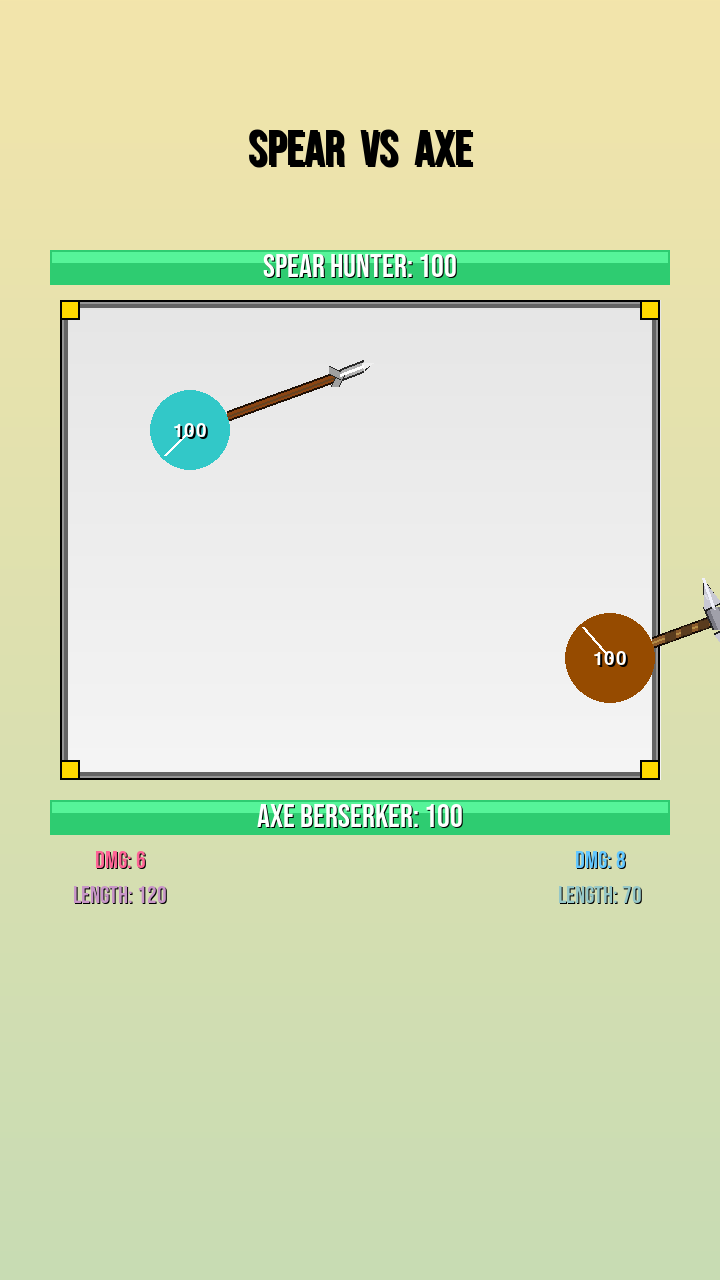 SPEAR VS AXE
SPEAR HUNTER: 100
100
100
AXE BERSERKER: 100
DMG: 6
DMG: 8
LENGTH: 120
LENGTH: 70